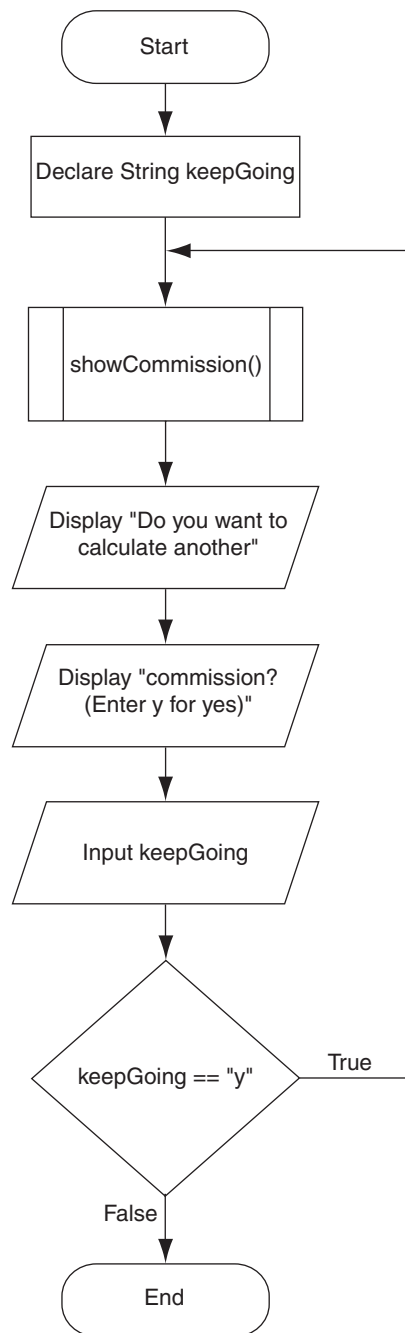 Start
Declare String keepGoing
showCommission()
Display "Do you want to
calculate another"
Display "commission?
(Enter y for yes)"
Input keepGoing
keepGoing == "y"
True
False
End